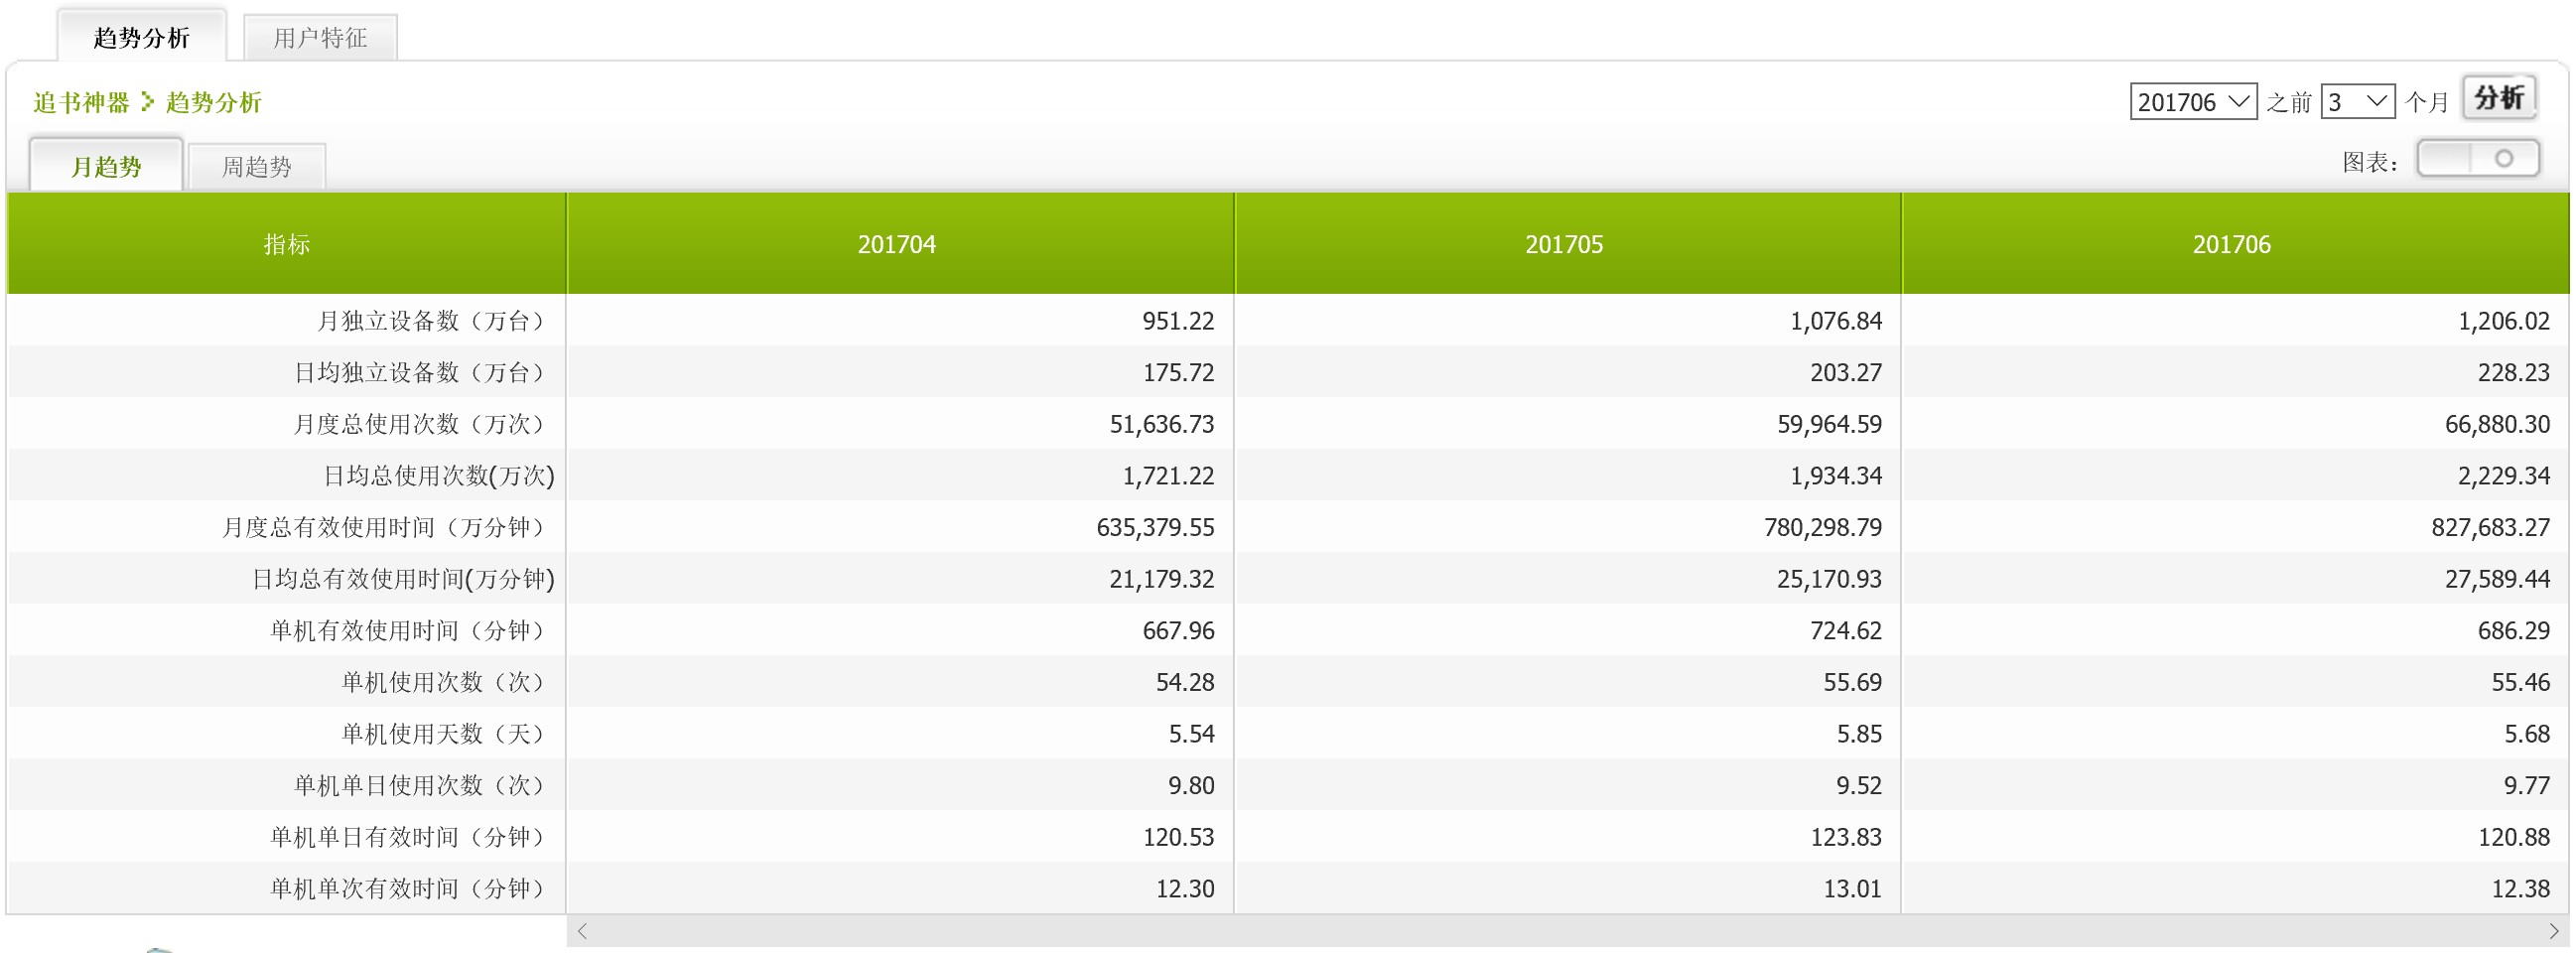 趋势分析 用户特征
追书神器 趋势分析 201706 之前 3 个月 分析
月趋势 周趋势 图表：
指标 201704 201705 201706
月独立设备数（万台） 951.22 1,076.84 1,206.02
日均独立设备数（万台） 175.72 203.27 228.23
月度总使用次数（万次） 51,636.73 59,964.59 66,880.30
日均总使用次数(万次) 1,721.22 1,934.34 2,229.34
月度总有效使用时间（万分钟） 635,379.55 780,298.79 827,683.27
日均总有效使用时间(万分钟) 21,179.32 25,170.93 27,589.44
单机有效使用时间（分钟） 667.96 724.62 686.29
单机使用次数（次） 54.28 55.69 55.46
单机使用天数（天） 5.54 5.85 5.68
单机单日使用次数（次） 9.80 9.52 9.77
单机单日有效时间（分钟） 120.53 123.83 120.88
单机单次有效时间（分钟） 12.30 13.01 12.38